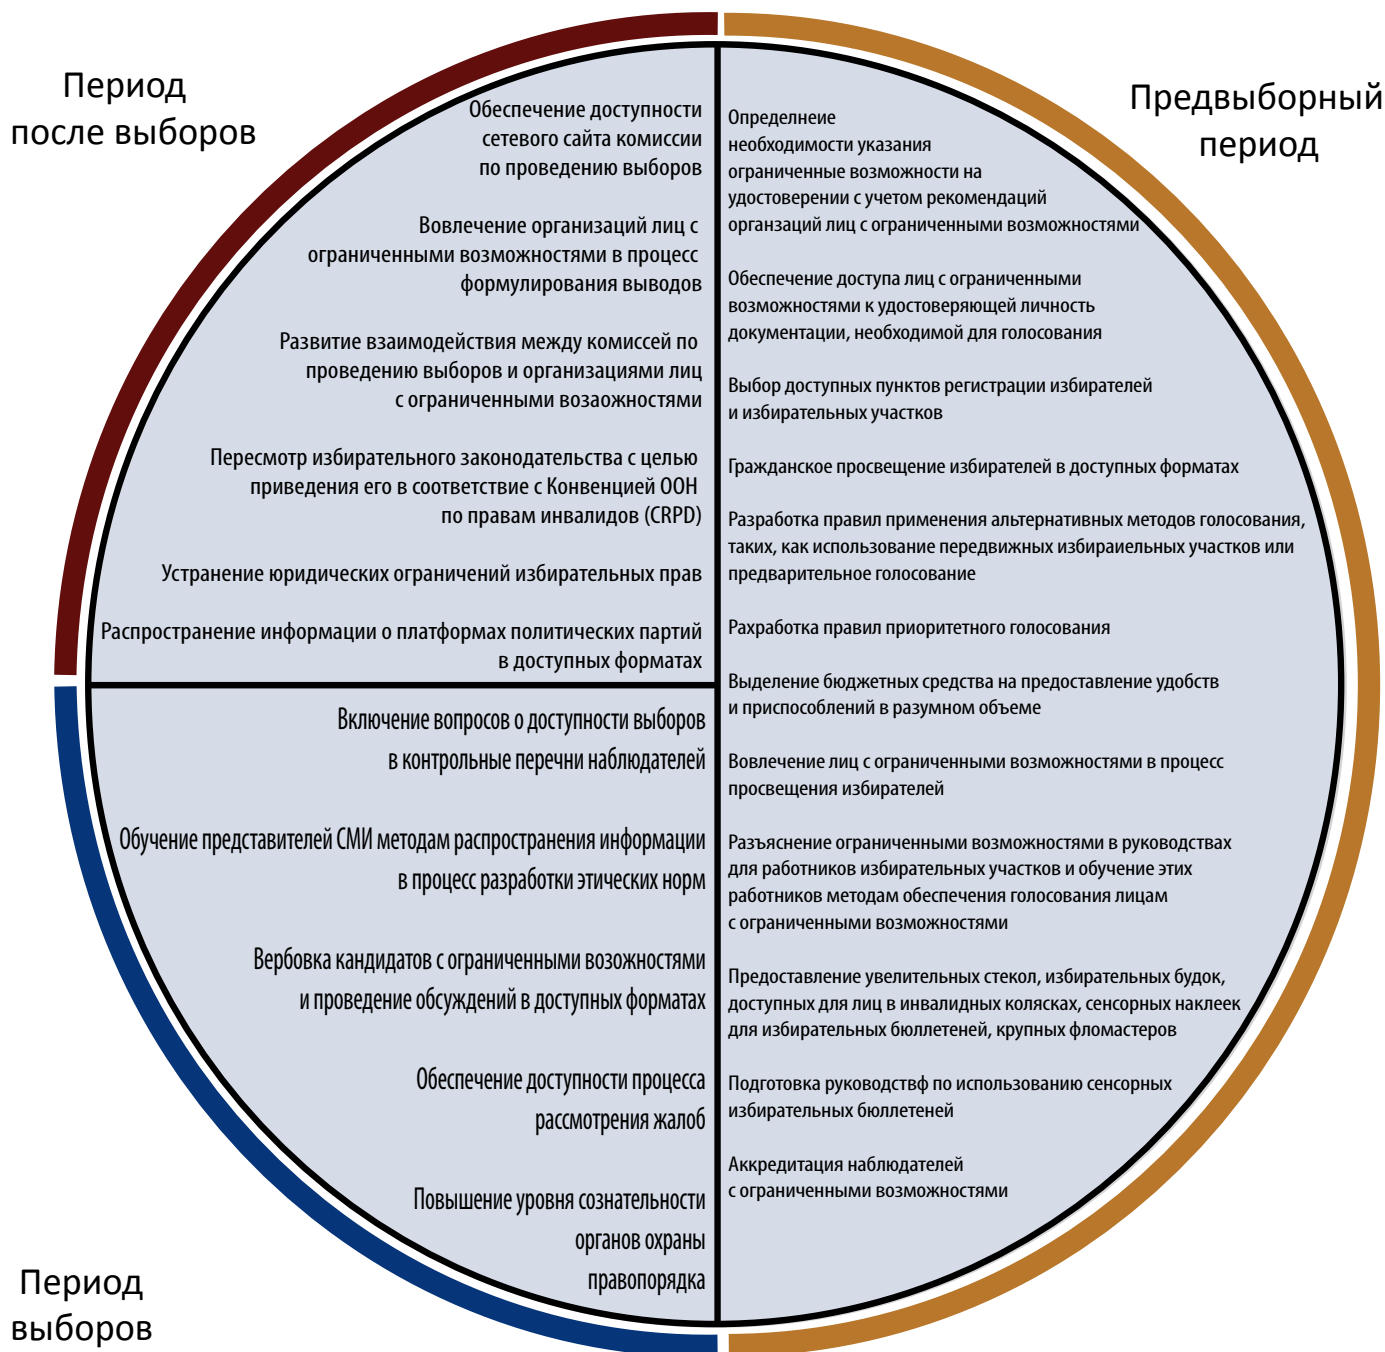 Период
после выборов
Обеспечение доступности
сетевого сайта комиссии
по проведению выборов
Вовлечение организаций лиц с
ограниченными возможностями в процесс
формулирования выводов
Развитие взаимодействия между комиссей по
проведению выборов и организациями лиц
с ограниченными возаожностями
Пересмотр избирательного законодательства с целью
приведения его в соответствие с Конвенцией ООН
по правам инвалидов (CRPD)
Устранение юридических ограничений избирательных прав
Распространение информации о платформах политических партий
в доступных форматах
Предвыборный
период
Определнеие
необходимости указания
ограниченные возможности на
удостоверении с учетом рекомендаций
органзаций лиц с ограниченными возможностями
Обеспечение доступа лиц с ограниченными
возможностями к удостоверяющей личность
документации, необходимой для голосования
Выбор доступных пунктов регистрации избирателей
и избирательных участков
Гражданское просвещение избирателей в доступных форматах
Разработка правил применения альтернативных методов голосования,
таких, как использование передвижных избираиельных участков или
предварительное голосование
Рахработка правил приоритетного голосования
Выделение бюджетных средства на предоставление удобств
и приспособлений в разумном объеме
Вовлечение лиц с ограниченными возможностями в процесс
просвещения избирателей
Разъяснение ограниченными возможностями в руководствах
для работников избирательных участков и обучение этих
работников методам обеспечения голосования лицам
с ограниченными возможностями
Предоставление увелительных стекол, избирательных будок,
доступных для лиц в инвалидных колясках, сенсорных наклеек
для избирательных бюллетеней, крупных фломастеров
Подготовка руководствф по использованию сенсорных
избирательных бюллетеней
Аккредитация наблюдателей
с ограниченными возможностями
Включение вопросов о доступности выборов
в контрольные перечни наблюдателей
Обучение представителей СМИ методам распространения информации
в процесс разработки этических норм
Вербовка кандидатов с ограниченными возожностями
и проведение обсуждений в доступных форматах
Обеспечение доступности процесса
рассмотрения жалоб
Повышение уровня сознательности
органов охраны
правопорядка
Период
выборов